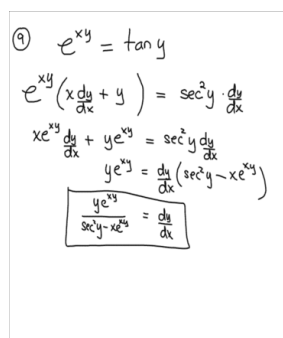 ⑨ e^{xy} = tan y
e^{xy} (x dy/dx + y) = sec²y · dy/dx
xe^{xy} dy/dx + ye^{xy} = sec²y dy/dx
ye^{xy} = dy/dx (sec²y − xe^{xy})
ye^{xy}/(sec²y − xe^{xy}) = dy/dx